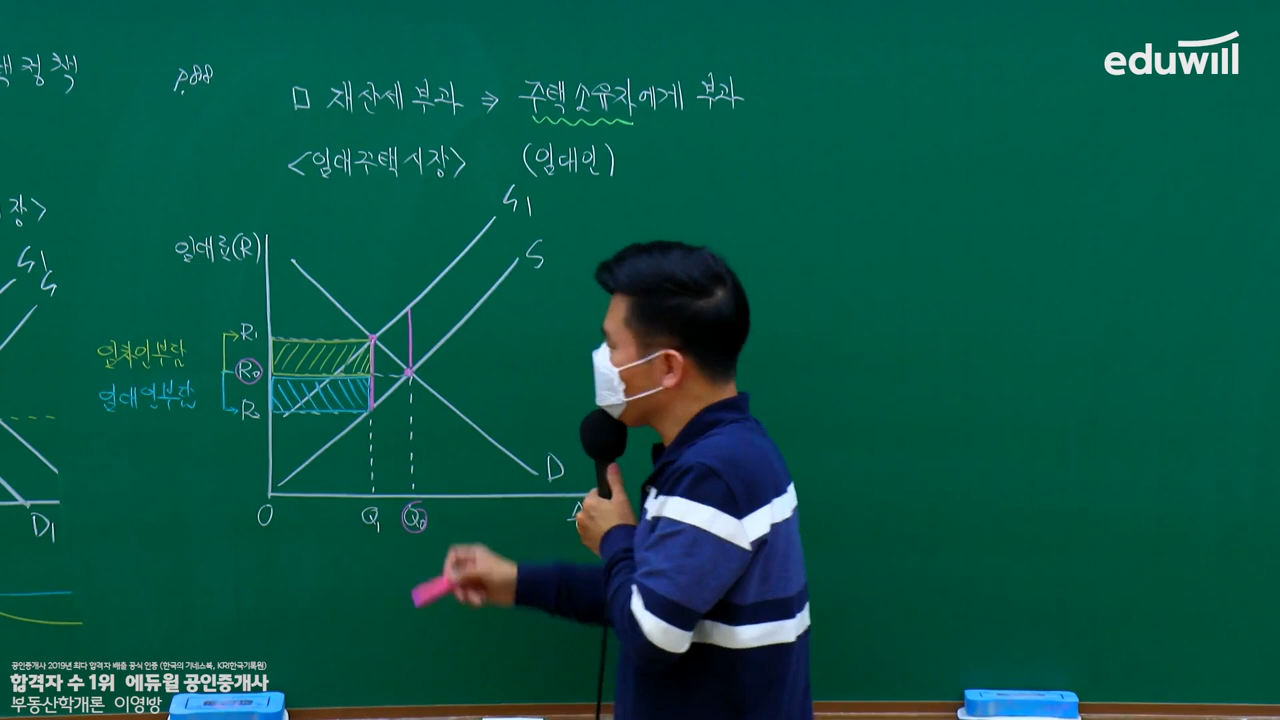 eduwill
정책
P.88
□ 재산세 부과 ⇒ 주택소유자에게 부과
<임대주택시장> (임대인)
장>
S1
S
임대료(R)
S1
S
임차인부담
임대인부담
R1
R0
R2
D
0
Q1
Q0
D1
공인중개사 2019년 최다 합격자 배출 공식 인증 (한국의 기네스북, KRI한국기록원)
합격자 수 1위 에듀윌 공인중개사
부동산학개론 이영방